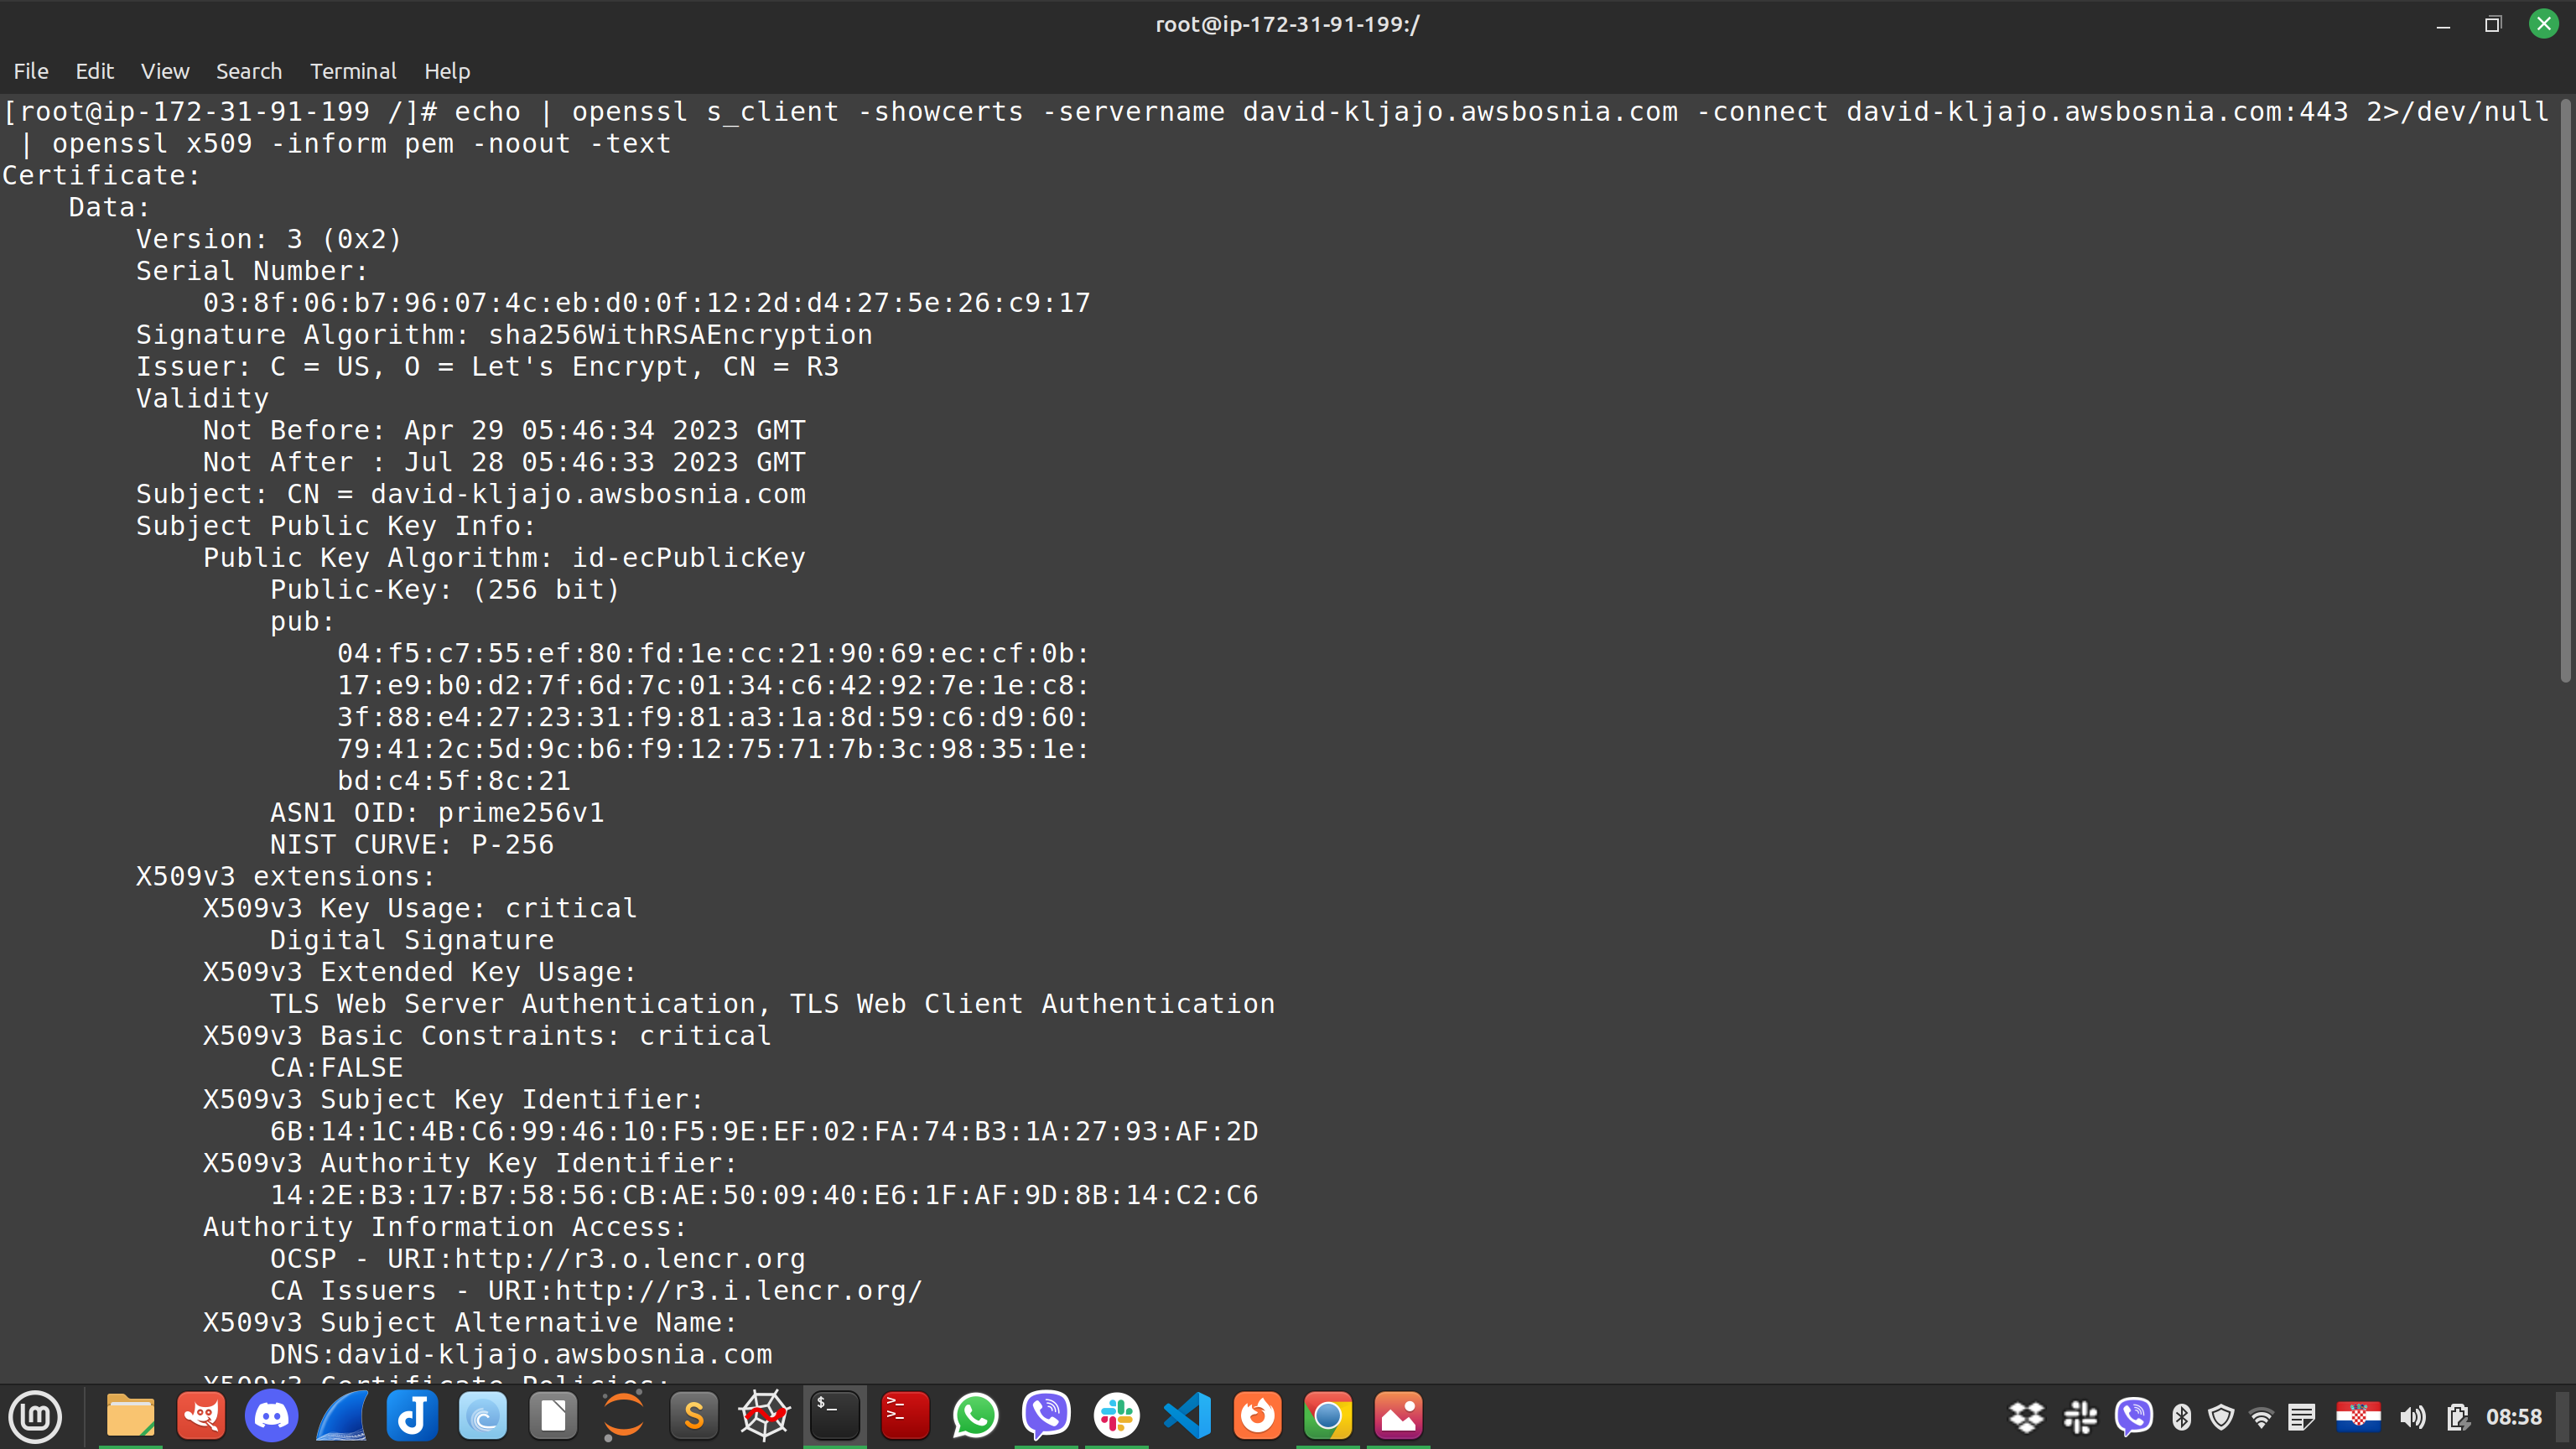 root@ip-172-31-91-199:/
File Edit View Search Terminal Help
[root@ip-172-31-91-199 /]# echo | openssl s_client -showcerts -servername david-kljajo.awsbosnia.com -connect david-kljajo.awsbosnia.com:443 2>/dev/null
| openssl x509 -inform pem -noout -text
Certificate:
Data:
Version: 3 (0x2)
Serial Number:
03:8f:06:b7:96:07:4c:eb:d0:0f:12:2d:d4:27:5e:26:c9:17
Signature Algorithm: sha256WithRSAEncryption
Issuer: C = US, O = Let's Encrypt, CN = R3
Validity
Not Before: Apr 29 05:46:34 2023 GMT
Not After : Jul 28 05:46:33 2023 GMT
Subject: CN = david-kljajo.awsbosnia.com
Subject Public Key Info:
Public Key Algorithm: id-ecPublicKey
Public-Key: (256 bit)
pub:
04:f5:c7:55:ef:80:fd:1e:cc:21:90:69:ec:cf:0b:
17:e9:b0:d2:7f:6d:7c:01:34:c6:42:92:7e:1e:c8:
3f:88:e4:27:23:31:f9:81:a3:1a:8d:59:c6:d9:60:
79:41:2c:5d:9c:b6:f9:12:75:71:7b:3c:98:35:1e:
bd:c4:5f:8c:21
ASN1 OID: prime256v1
NIST CURVE: P-256
X509v3 extensions:
X509v3 Key Usage: critical
Digital Signature
X509v3 Extended Key Usage:
TLS Web Server Authentication, TLS Web Client Authentication
X509v3 Basic Constraints: critical
CA:FALSE
X509v3 Subject Key Identifier:
6B:14:1C:4B:C6:99:46:10:F5:9E:EF:02:FA:74:B3:1A:27:93:AF:2D
X509v3 Authority Key Identifier:
14:2E:B3:17:B7:58:56:CB:AE:50:09:40:E6:1F:AF:9D:8B:14:C2:C6
Authority Information Access:
OCSP - URI:http://r3.o.lencr.org
CA Issuers - URI:http://r3.i.lencr.org/
X509v3 Subject Alternative Name:
DNS:david-kljajo.awsbosnia.com
X509v3 Certificate Policies:
08:58